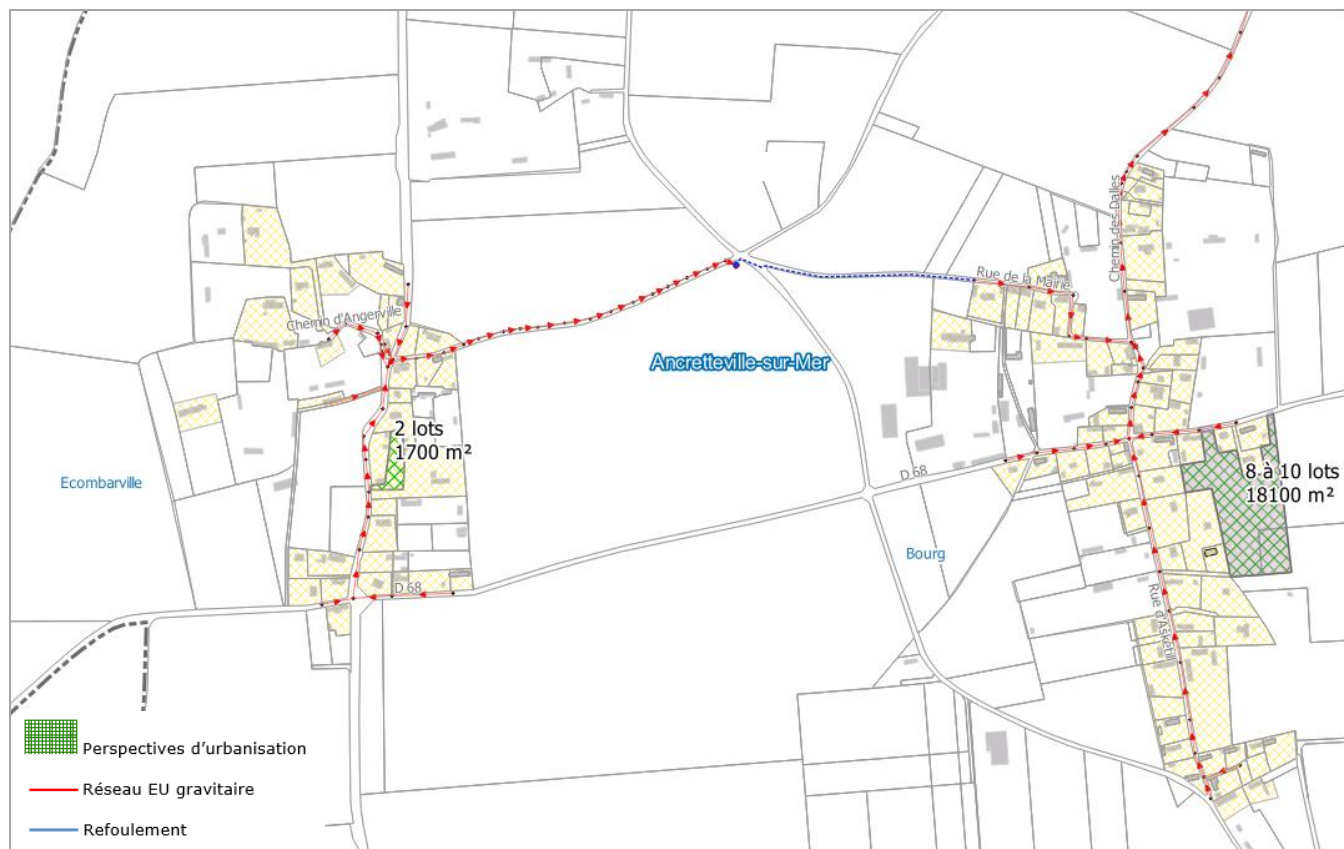 Chemin des Dalles
Rue de la Mairie
Chemin d'Angerville
Ancretteville-sur-Mer
2 lots
1700 m²
8 à 10 lots
18100 m²
D 68
Ecombarville
Bourg
D 68
Rue d'Asketill
Perspectives d'urbanisation
Réseau EU gravitaire
Refoulement